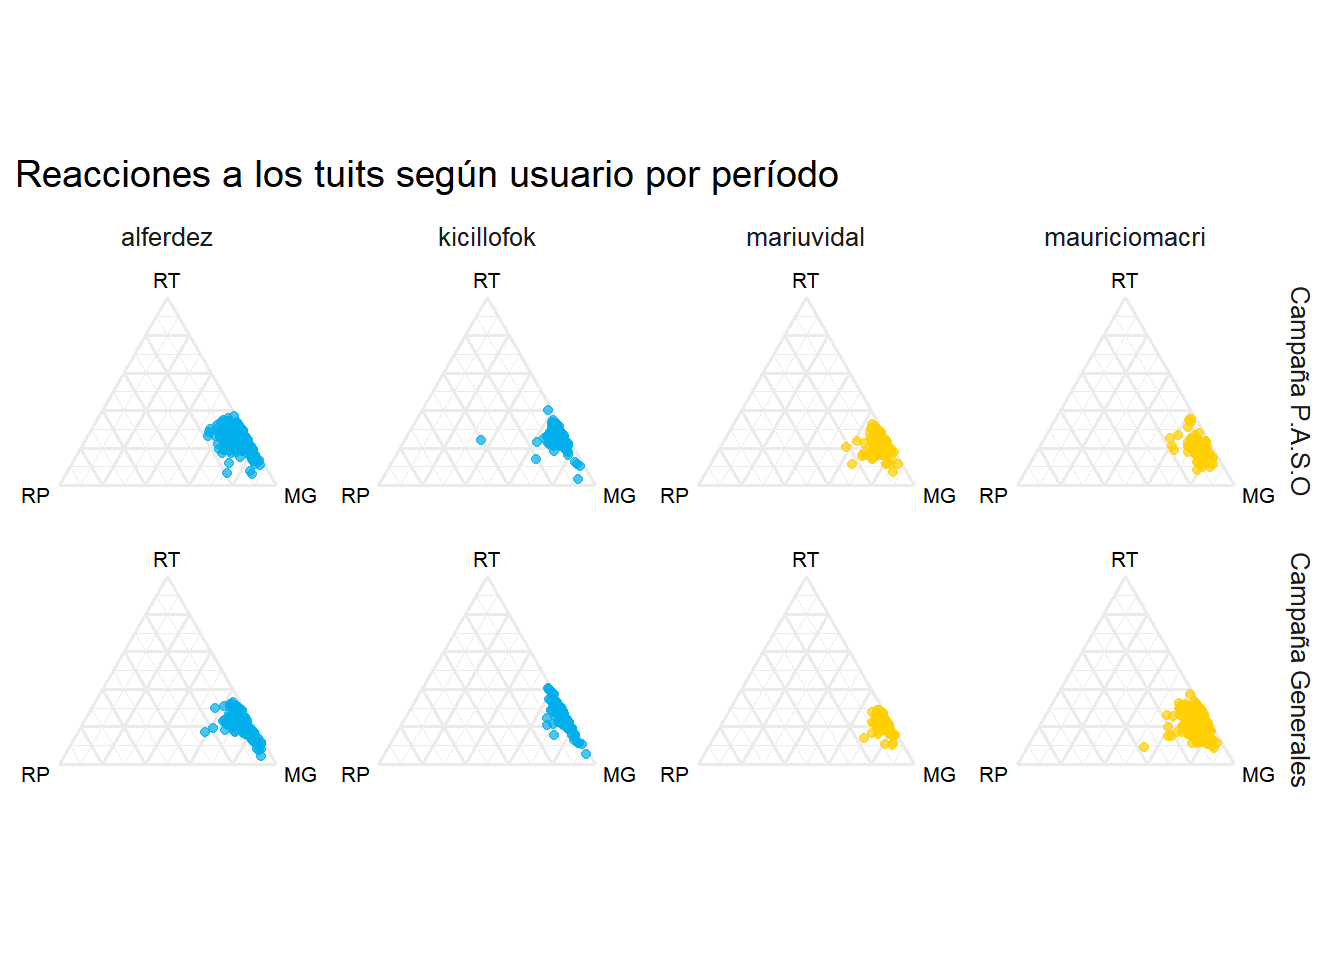 Reacciones a los tuits según usuario por período
alferdez
kicillofok
mariuvidal
mauriciomacri
RT
RT
RT
RT
Campaña P.A.S.O
RP
MG
RP
MG
RP
MG
RP
MG
RT
RT
RT
RT
Campaña Generales
RP
MG
RP
MG
RP
MG
RP
MG